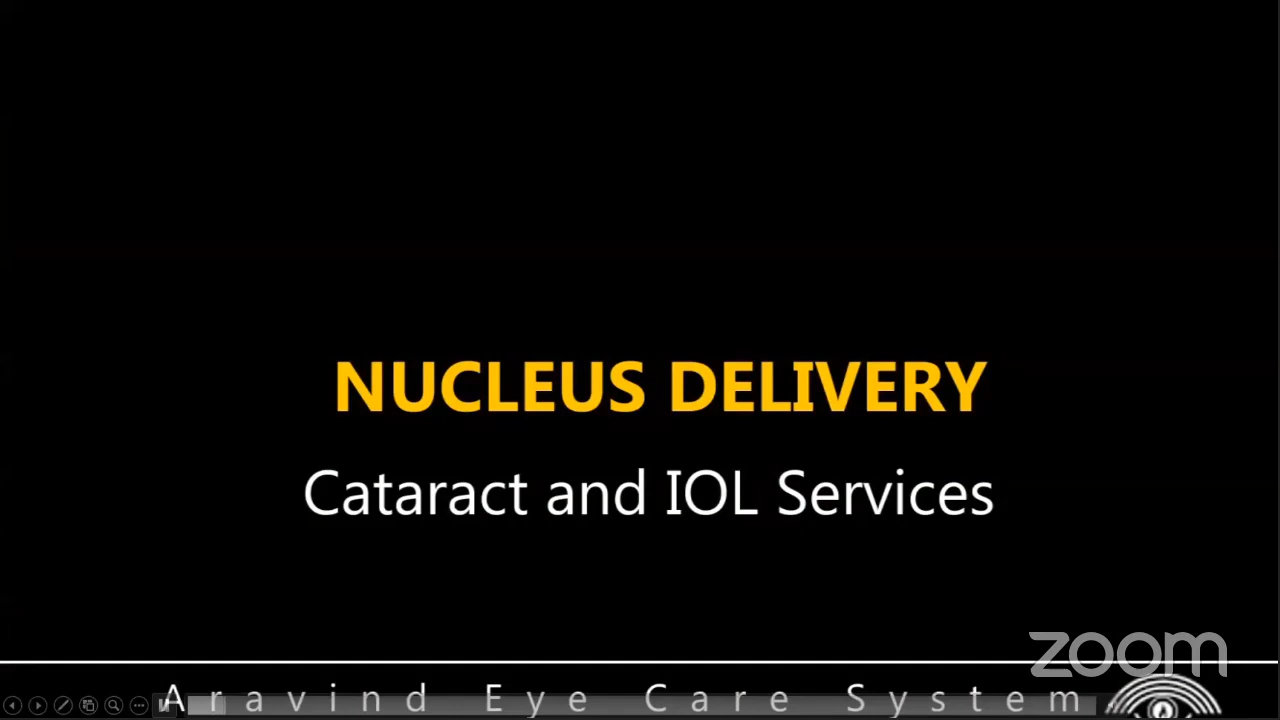 NUCLEUS DELIVERY
Cataract and IOL Services
zoom
Aravind Eye Care System